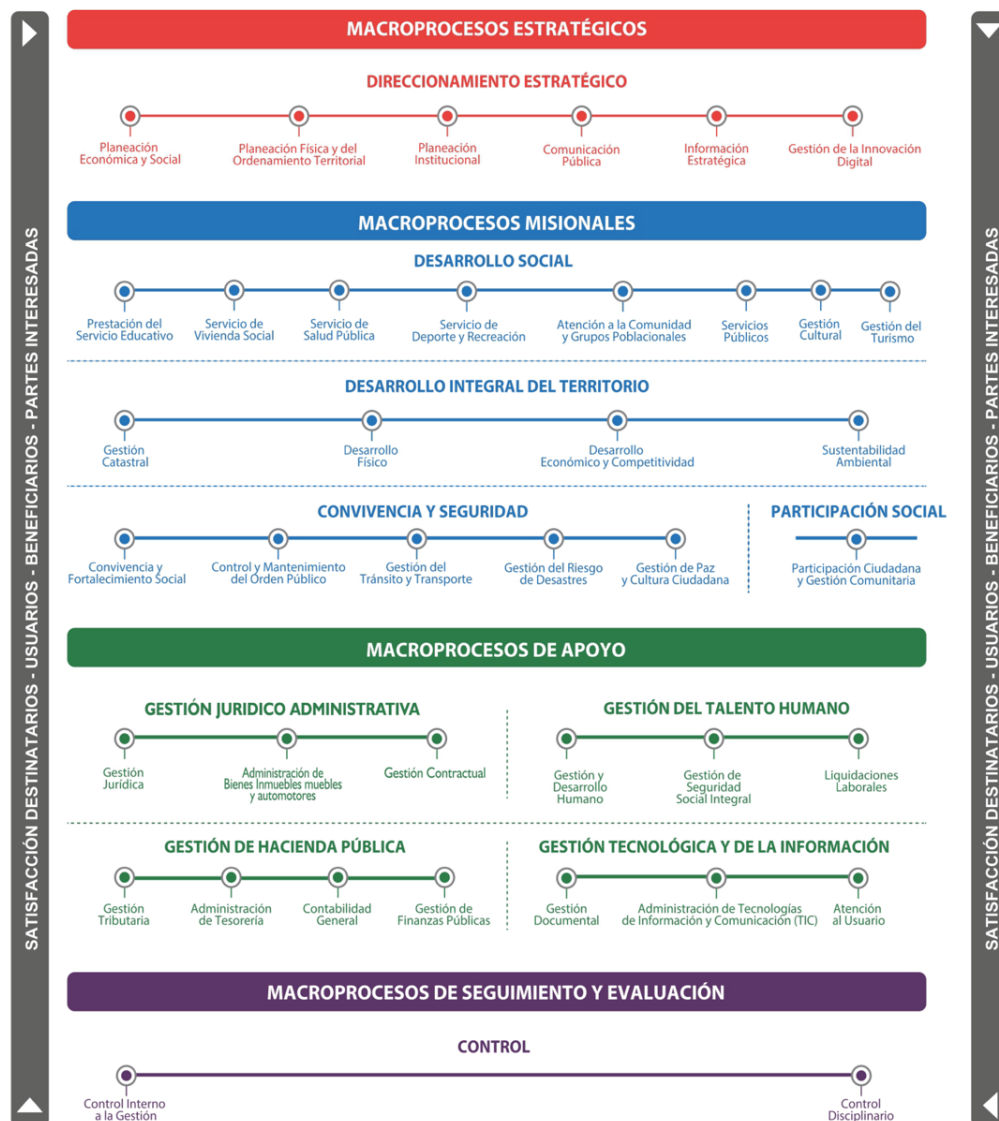 SATISFACCIÓN DESTINATARIOS - USUARIOS - BENEFICIARIOS - PARTES INTERESADAS
MACROPROCESOS ESTRATÉGICOS
DIRECCIONAMIENTO ESTRATÉGICO
Planeación
Económica y Social
Planeación Física y del
Ordenamiento Territorial
Planeación
Institucional
Comunicación
Pública
Información
Estratégica
Gestión de la Innovación
Digital
MACROPROCESOS MISIONALES
DESARROLLO SOCIAL
Prestación del
Servicio Educativo
Servicio de
Vivienda Social
Servicio de
Salud Pública
Servicio de
Deporte y Recreación
Atención a la Comunidad
y Grupos Poblacionales
Servicios
Públicos
Gestión
Cultural
Gestión del
Turismo
DESARROLLO INTEGRAL DEL TERRITORIO
Gestión
Catastral
Desarrollo
Físico
Desarrollo
Económico y Competitividad
Sustentabilidad
Ambiental
CONVIVENCIA Y SEGURIDAD
Convivencia y
Fortalecimiento Social
Control y Mantenimiento
del Orden Público
Gestión del
Tránsito y Transporte
Gestión del Riesgo
de Desastres
Gestión de Paz
y Cultura Ciudadana
PARTICIPACIÓN SOCIAL
Participación Ciudadana
y Gestión Comunitaria
MACROPROCESOS DE APOYO
GESTIÓN JURIDICO ADMINISTRATIVA
Gestión
Jurídica
Administración de
Bienes Inmuebles muebles
y automotores
Gestión Contractual
GESTIÓN DEL TALENTO HUMANO
Gestión y
Desarrollo
Humano
Gestión de
Seguridad
Social Integral
Liquidaciones
Laborales
GESTIÓN DE HACIENDA PÚBLICA
Gestión
Tributaria
Administración
de Tesorería
Contabilidad
General
Gestión de
Finanzas Públicas
GESTIÓN TECNOLÓGICA Y DE LA INFORMACIÓN
Gestión
Documental
Administración de Tecnologías
de Información y Comunicación (TIC)
Atención
al Usuario
MACROPROCESOS DE SEGUIMIENTO Y EVALUACIÓN
CONTROL
Control Interno
a la Gestión
Control
Disciplinario
SATISFACCIÓN DESTINATARIOS - USUARIOS - BENEFICIARIOS - PARTES INTERESADAS